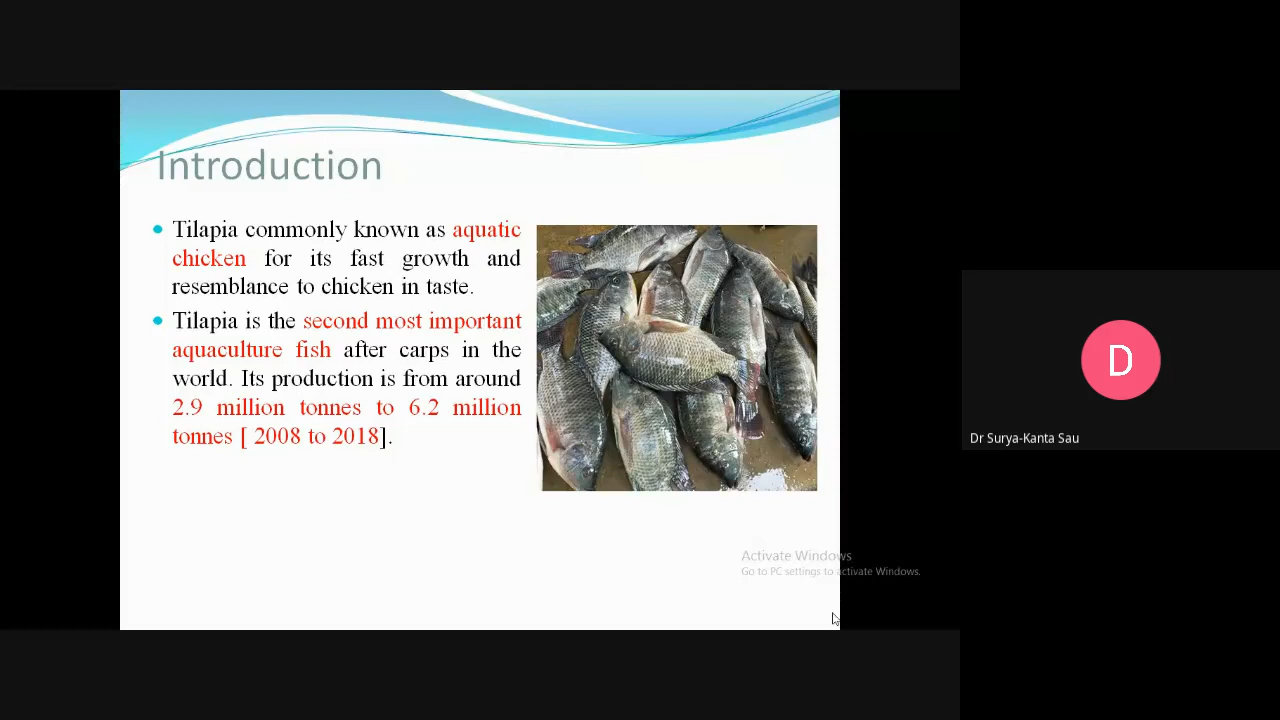 Introduction
Tilapia commonly known as aquatic
chicken for its fast growth and
resemblance to chicken in taste.
Tilapia is the second most important
aquaculture fish after carps in the
world. Its production is from around
2.9 million tonnes to 6.2 million
tonnes [ 2008 to 2018].
Activate Windows
Go to PC settings to activate Windows.
D
Dr Surya-Kanta Sau